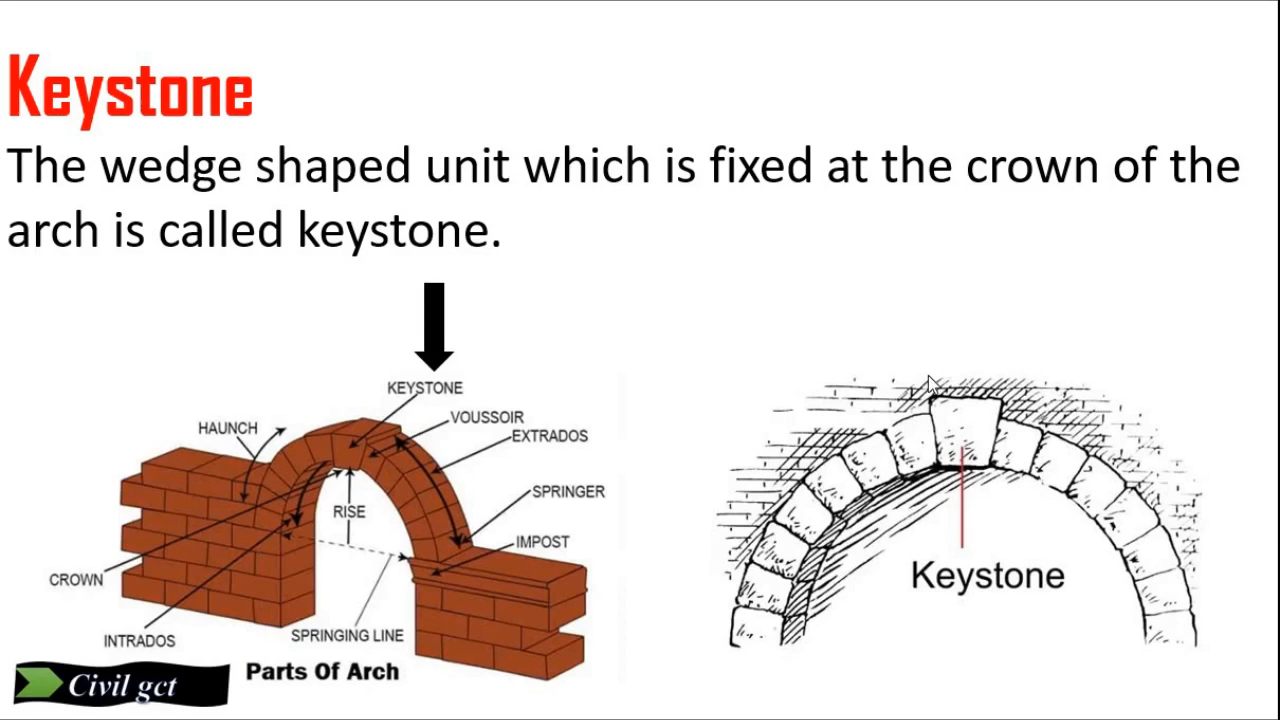 Keystone
The wedge shaped unit which is fixed at the crown of the
arch is called keystone.
KEYSTONE
VOUSSOIR
HAUNCH
EXTRADOS
SPRINGER
RISE
IMPOST
CROWN
INTRADOS
SPRINGING LINE
Parts Of Arch
Civil gct
Keystone